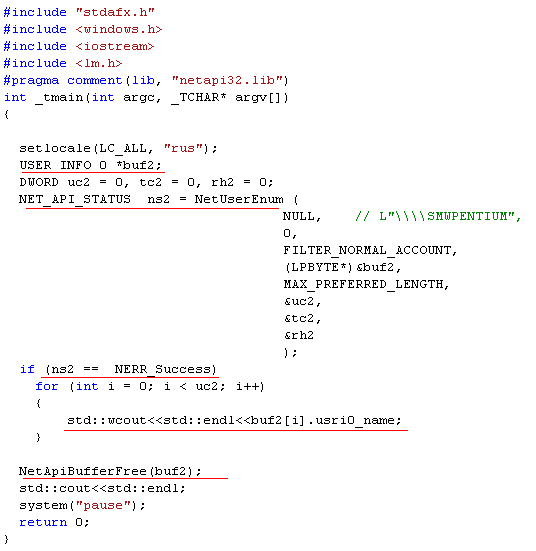 #include "stdafx.h"
#include <windows.h>
#include <iostream>
#include <lm.h>
#pragma comment(lib, "netapi32.lib")
int _tmain(int argc, _TCHAR* argv[])
{
setlocale(LC_ALL, "rus");
USER_INFO_0 *buf2;
DWORD uc2 = 0, tc2 = 0, rh2 = 0;
NET_API_STATUS  ns2 = NetUserEnum (
NULL,    // L"\\\\SMWPENTIUM",
0,
FILTER_NORMAL_ACCOUNT,
(LPBYTE*)&buf2,
MAX_PREFERRED_LENGTH,
&uc2,
&tc2,
&rh2
);
if (ns2 ==  NERR_Success)
for (int i = 0; i < uc2; i++)
{
std::wcout<<std::endl<<buf2[i].usri0_name;
}
NetApiBufferFree(buf2);
std::cout<<std::endl;
system("pause");
return 0;
}